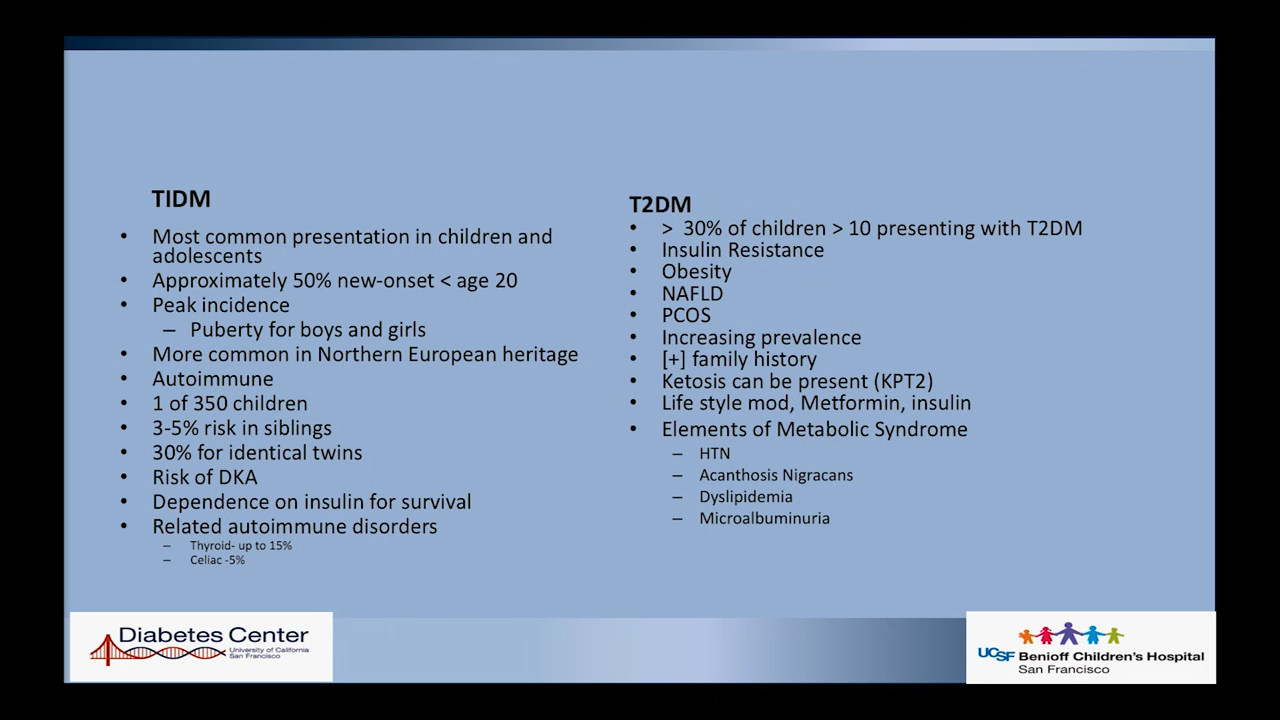 TIDM
• Most common presentation in children and
adolescents
• Approximately 50% new-onset < age 20
• Peak incidence
– Puberty for boys and girls
• More common in Northern European heritage
• Autoimmune
• 1 of 350 children
• 3-5% risk in siblings
• 30% for identical twins
• Risk of DKA
• Dependence on insulin for survival
• Related autoimmune disorders
– Thyroid- up to 15%
– Celiac -5%
T2DM
• > 30% of children > 10 presenting with T2DM
• Insulin Resistance
• Obesity
• NAFLD
• PCOS
• Increasing prevalence
• [+] family history
• Ketosis can be present (KPT2)
• Life style mod, Metformin, insulin
• Elements of Metabolic Syndrome
– HTN
– Acanthosis Nigracans
– Dyslipidemia
– Microalbuminuria
Diabetes Center
University of California
San Francisco
UCSF Benioff Children's Hospital
San Francisco